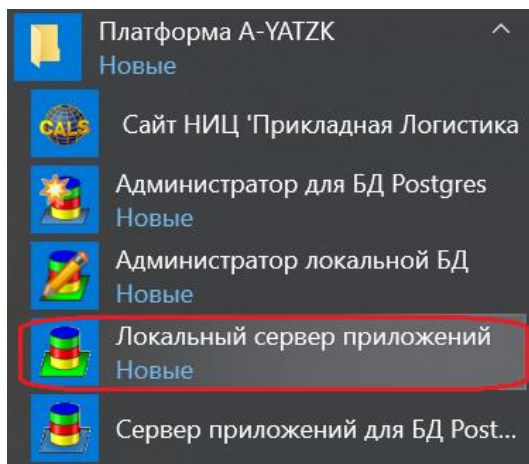 Платформа A-YATZK
Новые
CALS
Сайт НИЦ 'Прикладная Логистика
Администратор для БД Postgres
Новые
Администратор локальной БД
Новые
Локальный сервер приложений
Новые
Сервер приложений для БД Post...